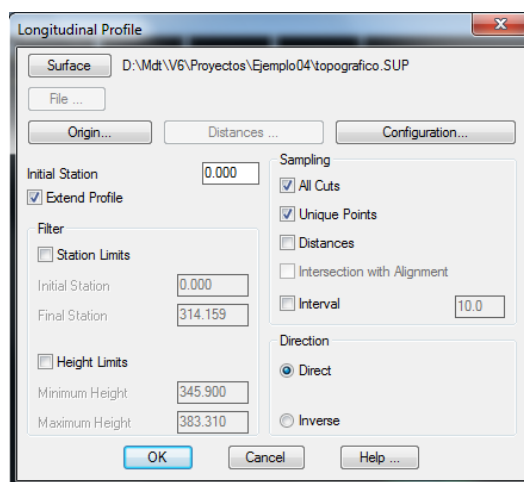 Longitudinal Profile
Surface D:\Mdt\V6\Proyectos\Ejemplo04\topografico.SUP
File ...
Origin... Distances ... Configuration...
Initial Station 0.000
Extend Profile
Filter
Station Limits
Initial Station 0.000
Final Station 314.159
Height Limits
Minimum Height 345.900
Maximum Height 383.310
Sampling
All Cuts
Unique Points
Distances
Intersection with Alignment
Interval 10.0
Direction
Direct
Inverse
OK Cancel Help ...